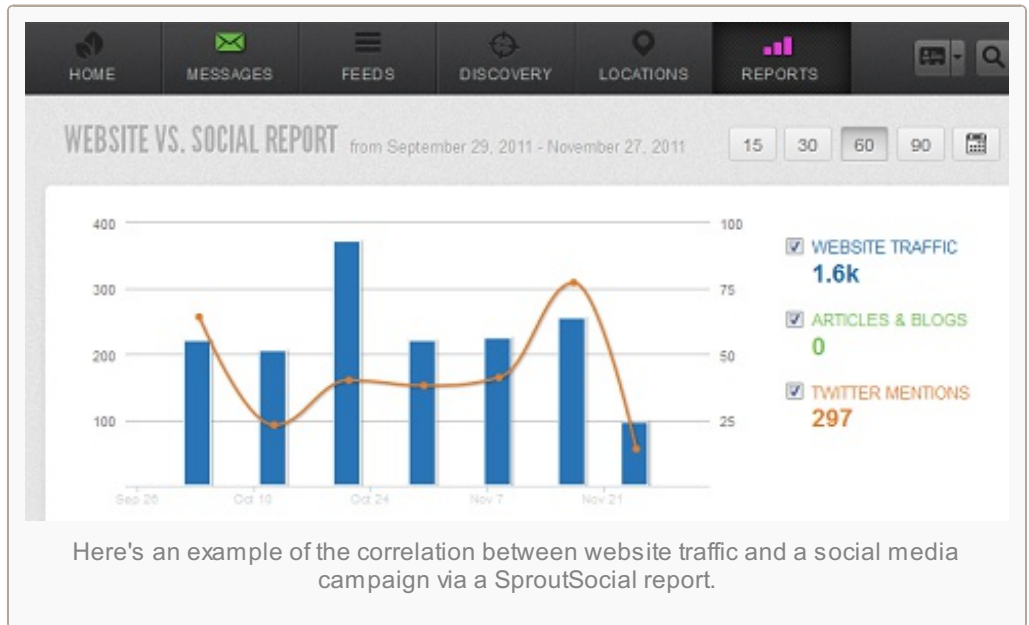 HOME MESSAGES FEEDS DISCOVERY LOCATIONS REPORTS
WEBSITE VS. SOCIAL REPORT from September 29, 2011 - November 27, 2011 15 30 60 90
400 100
WEBSITE TRAFFIC
1.6k
300 75
ARTICLES & BLOGS
0
200 50
TWITTER MENTIONS
297
100 25
Sep 26 Oct 10 Oct 24 Nov 7 Nov 21
Here's an example of the correlation between website traffic and a social media
campaign via a SproutSocial report.